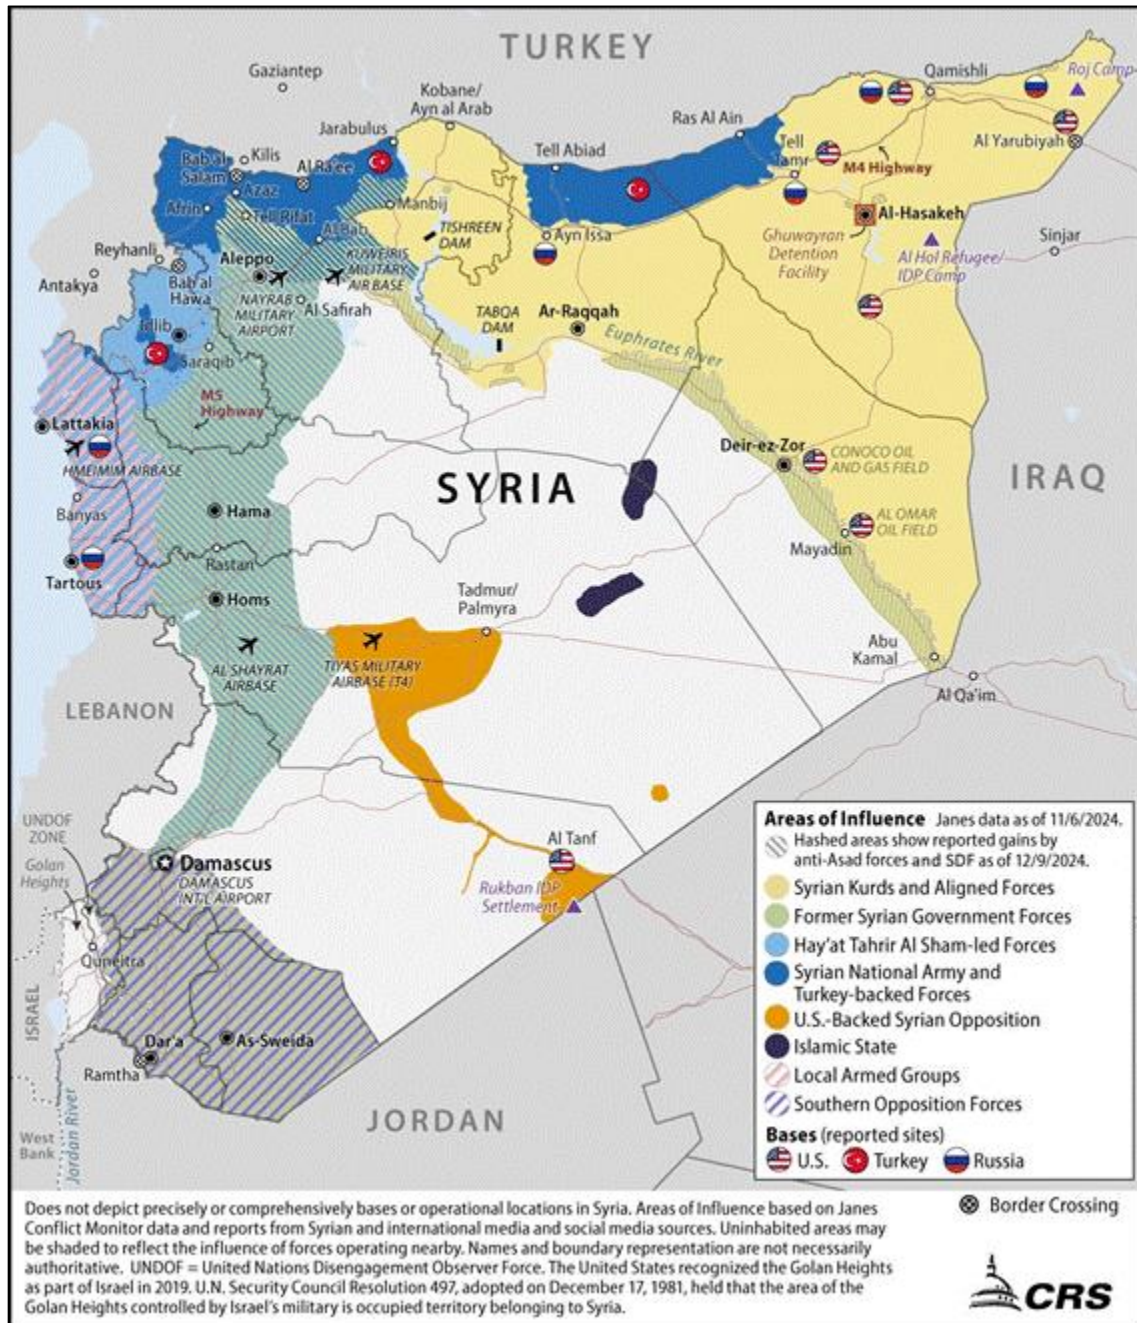 TURKEY
Gaziantep
Kobane/
Ayn al Arab
Qamishli
Roj Camp
Jarabulus
Ras Al Ain
Al Yarubiyah
Kilis
Bab al
Salam
Al Ra'ee
Tell Abiad
Tell
Tamr
M4 Highway
Azaz
Afrin
Tell Rifat
Manbij
Al-Hasakeh
Al Bab
TISHREEN
DAM
Ayn Issa
Ghuwayran
Detention
Facility
Al Hol Refugee/
IDP Camp
Sinjar
Reyhanli
Aleppo
KUWEIRIS
MILITARY
AIR BASE
Antakya
Bab al
Hawa
NAYRAB
MILITARY
AIRPORT
Al Safirah
TABQA
DAM
Ar-Raqqah
Euphrates River
Idlib
Saraqib
M5
Highway
Lattakia
HMEIMIM AIRBASE
Deir-ez-Zor
CONOCO OIL
AND GAS FIELD
SYRIA
IRAQ
Banyas
Hama
AL OMAR
OIL FIELD
Mayadin
Rastan
Tartous
Homs
Tadmur/
Palmyra
AL SHAYRAT
AIRBASE
TIYAS MILITARY
AIRBASE (T4)
Abu
Kamal
Al Qa'im
LEBANON
UNDOF
ZONE
Golan
Heights
Damascus
DAMASCUS
INT'L AIRPORT
Al Tanf
Rukban IDP
Settlement
Quneitra
ISRAEL
Dar'a
As-Sweida
Ramtha
JORDAN
West
Bank
Jordan River
Areas of Influence Janes data as of 11/6/2024.
Hashed areas show reported gains by
anti-Asad forces and SDF as of 12/9/2024.
Syrian Kurds and Aligned Forces
Former Syrian Government Forces
Hay'at Tahrir Al Sham-led Forces
Syrian National Army and
Turkey-backed Forces
U.S.-Backed Syrian Opposition
Islamic State
Local Armed Groups
Southern Opposition Forces
Bases (reported sites)
U.S. Turkey Russia
Does not depict precisely or comprehensively bases or operational locations in Syria. Areas of Influence based on Janes
Conflict Monitor data and reports from Syrian and international media and social media sources. Uninhabited areas may
be shaded to reflect the influence of forces operating nearby. Names and boundary representation are not necessarily
authoritative. UNDOF = United Nations Disengagement Observer Force. The United States recognized the Golan Heights
as part of Israel in 2019. U.N. Security Council Resolution 497, adopted on December 17, 1981, held that the area of the
Golan Heights controlled by Israel's military is occupied territory belonging to Syria.
Border Crossing
CRS